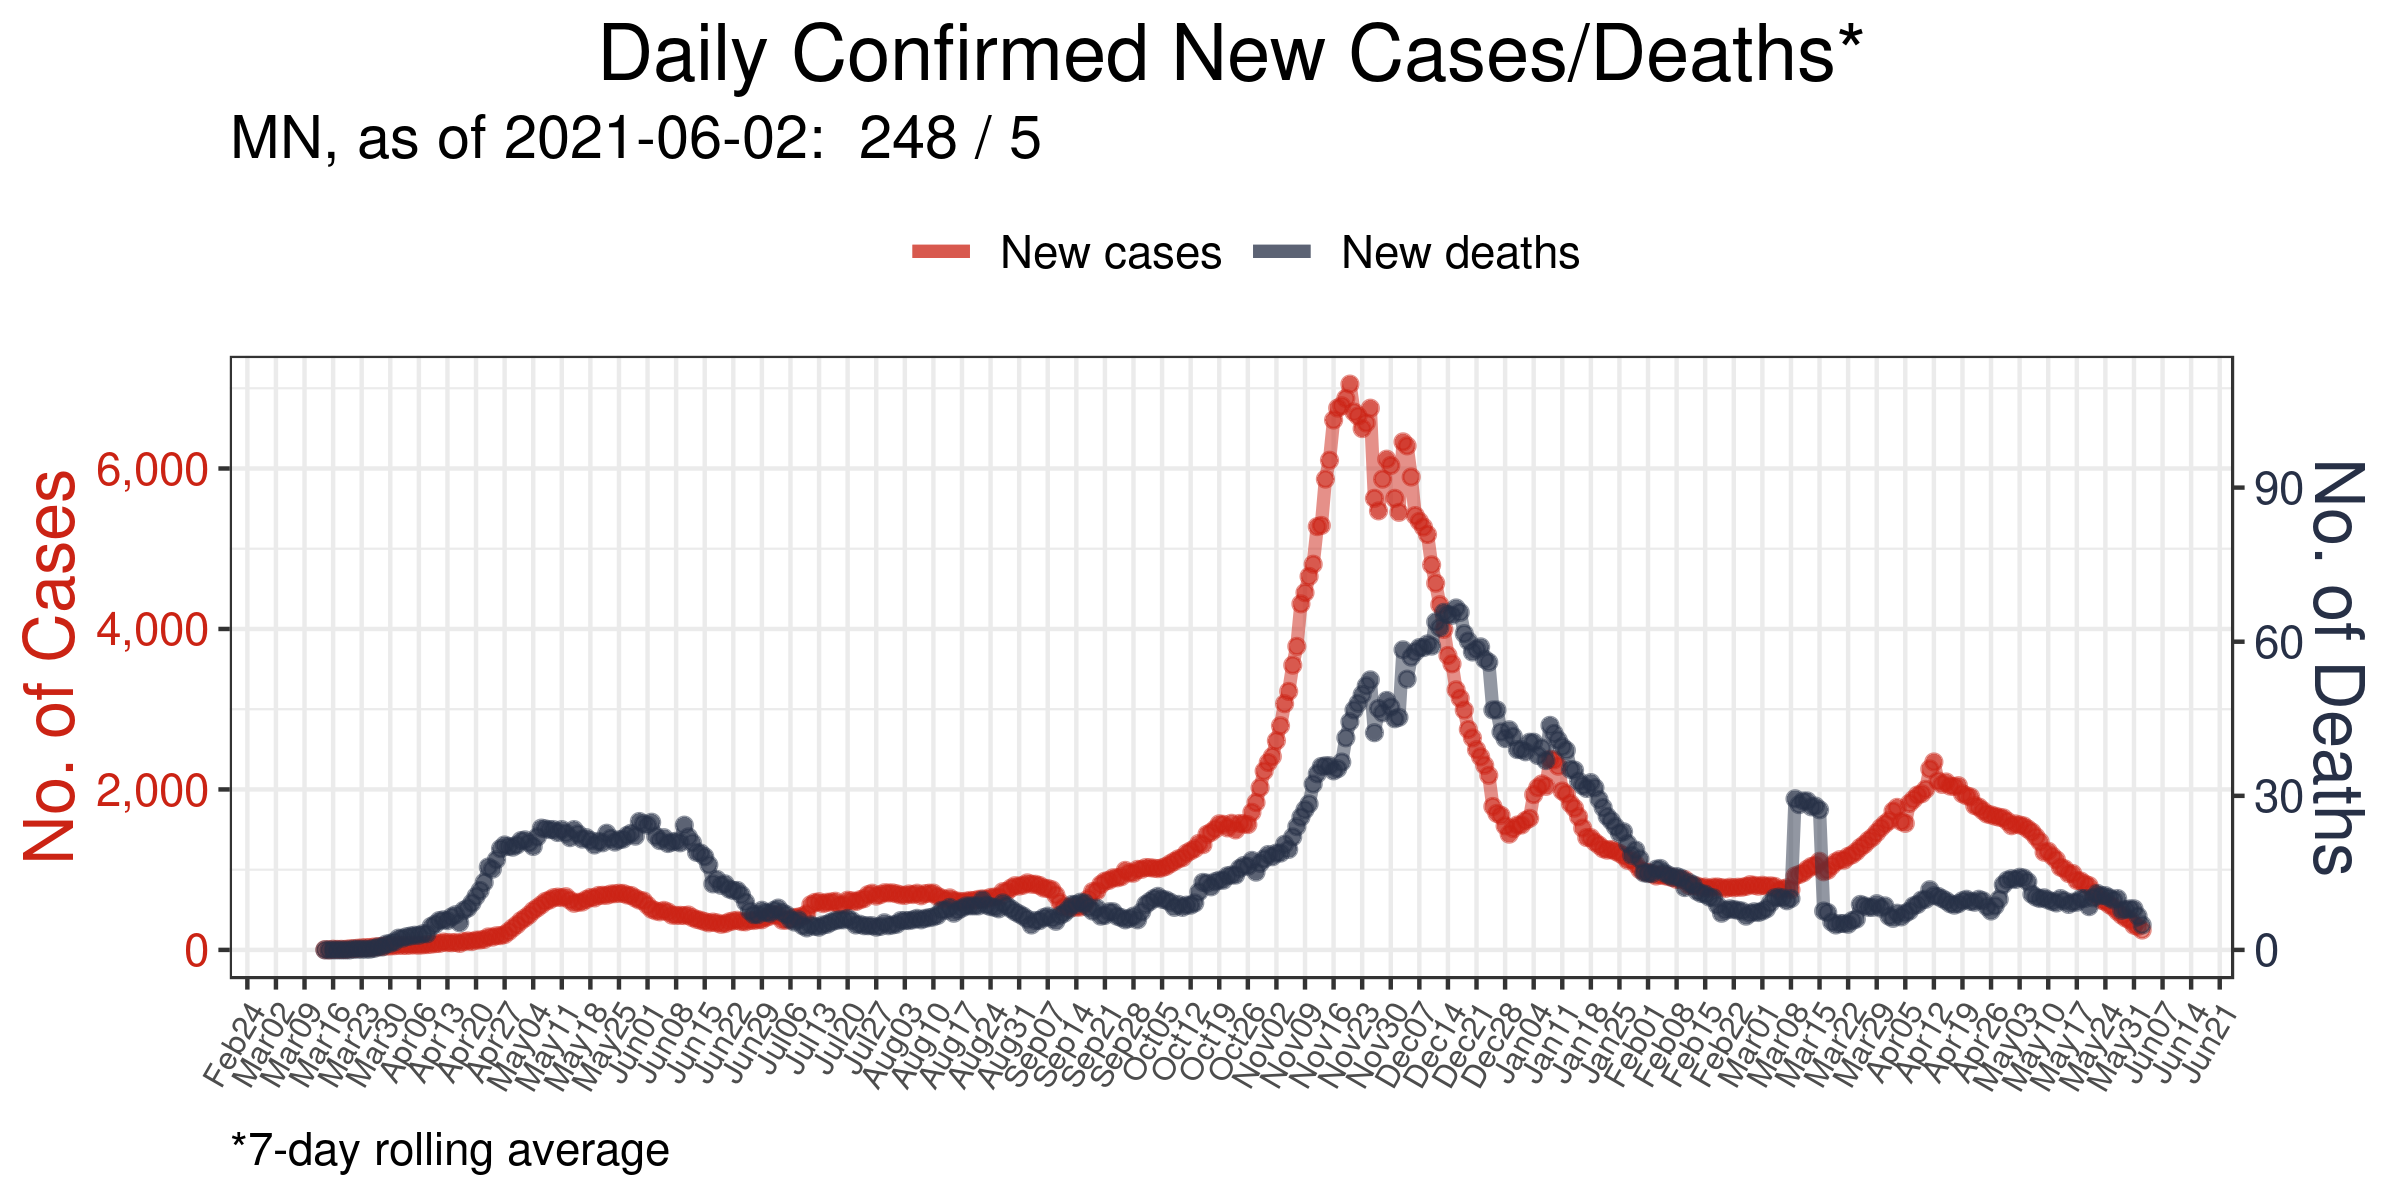 Daily Confirmed New Cases/Deaths*
MN, as of 2021-06-02:  248 / 5
New cases
New deaths
No. of Cases
6,000
4,000
2,000
0
90
60
30
0
No. of Deaths
Feb24
Mar02
Mar09
Mar16
Mar23
Mar30
Apr06
Apr13
Apr20
Apr27
May04
May11
May18
May25
Jun01
Jun08
Jun15
Jun22
Jun29
Jul06
Jul13
Jul20
Jul27
Aug03
Aug10
Aug17
Aug24
Aug31
Sep07
Sep14
Sep21
Sep28
Oct05
Oct12
Oct19
Oct26
Nov02
Nov09
Nov16
Nov23
Nov30
Dec07
Dec14
Dec21
Dec28
Jan04
Jan11
Jan18
Jan25
Feb01
Feb08
Feb15
Feb22
Mar01
Mar08
Mar15
Mar22
Mar29
Apr05
Apr12
Apr19
Apr26
May03
May10
May17
May24
May31
Jun07
Jun14
Jun21
*7-day rolling average